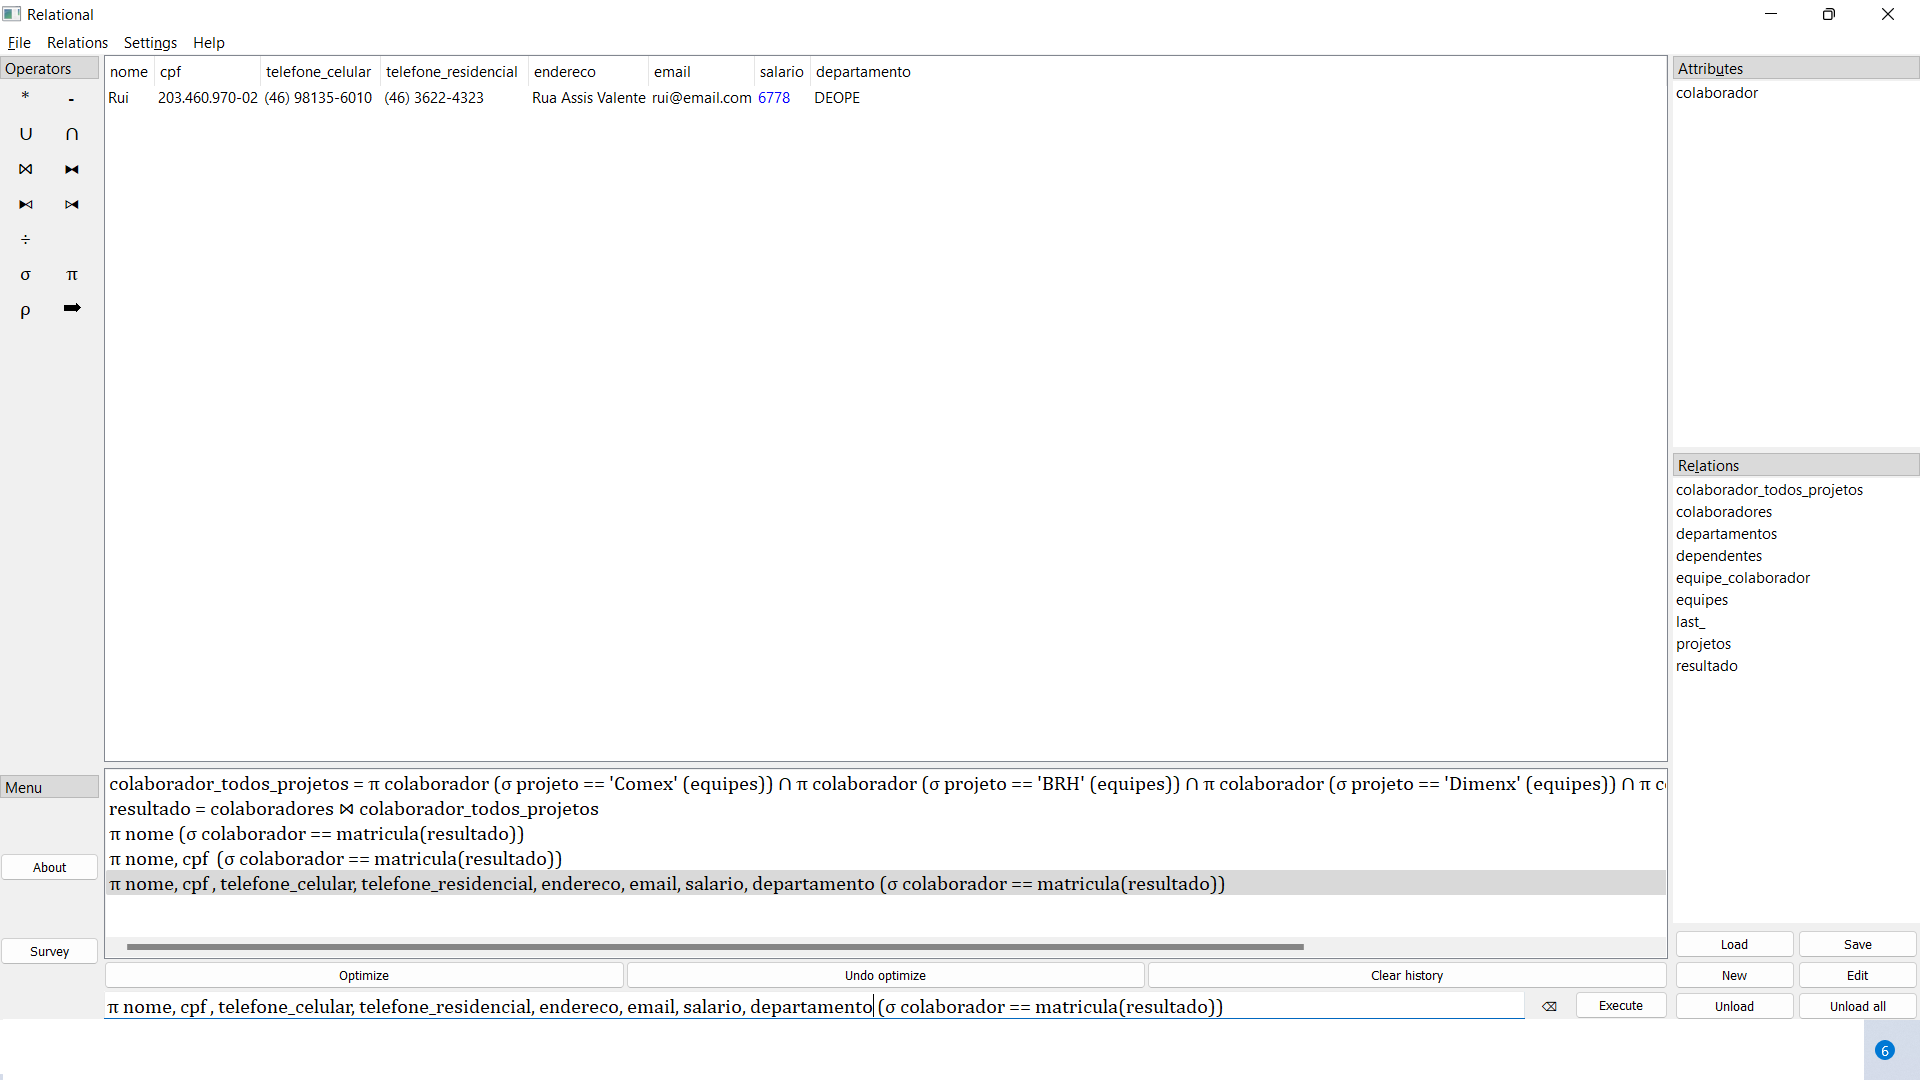 Relational
File Relations Settings Help
Operators
* -
∪ ∩
⋈ ⧓
⧑ ⧒
÷
σ π
ρ ➡
Menu
About
Survey
nome cpf telefone_celular telefone_residencial endereco email salario departamento
Rui 203.460.970-02 (46) 98135-6010 (46) 3622-4323 Rua Assis Valente rui@email.com 6778 DEOPE
colaborador_todos_projetos = π colaborador (σ projeto == 'Comex' (equipes)) ∩ π colaborador (σ projeto == 'BRH' (equipes)) ∩ π colaborador (σ projeto == 'Dimenx' (equipes)) ∩ π c
resultado = colaboradores ⋈ colaborador_todos_projetos
π nome (σ colaborador == matricula(resultado))
π nome, cpf (σ colaborador == matricula(resultado))
π nome, cpf , telefone_celular, telefone_residencial, endereco, email, salario, departamento (σ colaborador == matricula(resultado))
Optimize Undo optimize Clear history
π nome, cpf , telefone_celular, telefone_residencial, endereco, email, salario, departamento (σ colaborador == matricula(resultado))
⌫ Execute
Attributes
colaborador
Relations
colaborador_todos_projetos
colaboradores
departamentos
dependentes
equipe_colaborador
equipes
last_
projetos
resultado
Load Save
New Edit
Unload Unload all
6